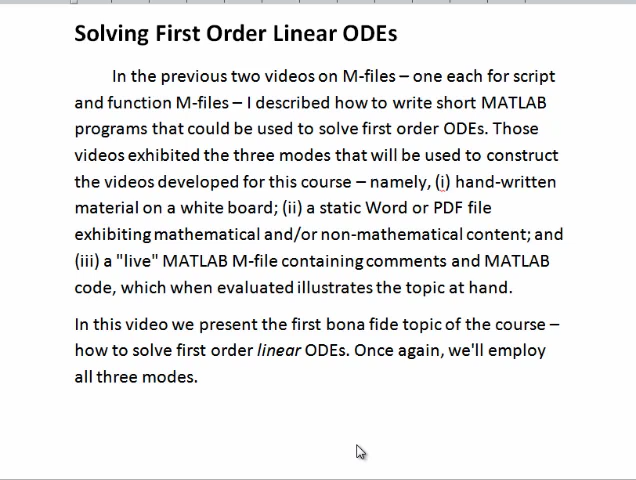 Solving First Order Linear ODEs
In the previous two videos on M-files – one each for script
and function M-files – I described how to write short MATLAB
programs that could be used to solve first order ODEs. Those
videos exhibited the three modes that will be used to construct
the videos developed for this course – namely, (i) hand-written
material on a white board; (ii) a static Word or PDF file
exhibiting mathematical and/or non-mathematical content; and
(iii) a "live" MATLAB M-file containing comments and MATLAB
code, which when evaluated illustrates the topic at hand.
In this video we present the first bona fide topic of the course –
how to solve first order linear ODEs. Once again, we'll employ
all three modes.